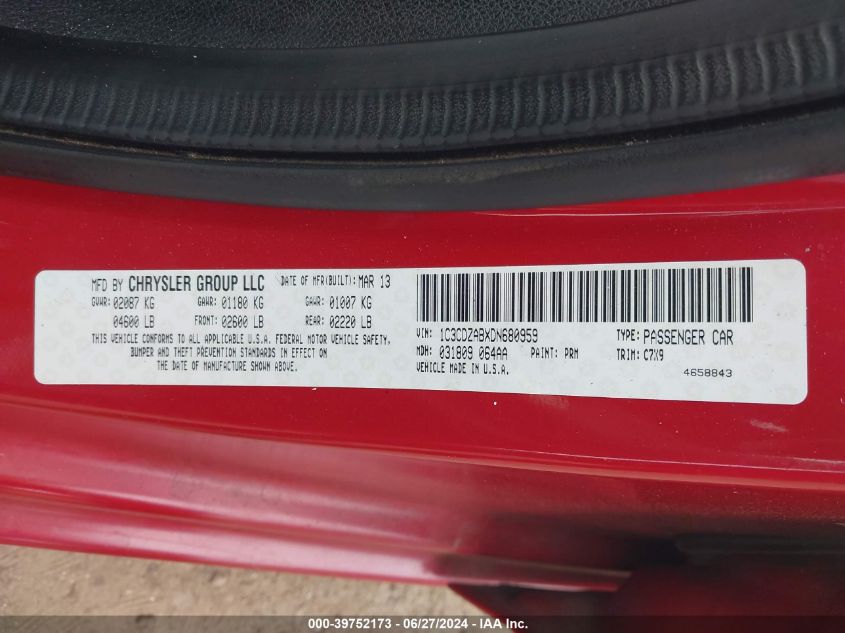 MFD BY CHRYSLER GROUP LLC DATE OF MFR(BUILT): MAR 13
GVWR: 02087 KG GAWR: 01180 KG GAWR: 01007 KG
04600 LB FRONT: 02600 LB REAR: 02220 LB
THIS VEHICLE CONFORMS TO ALL APPLICABLE U.S.A. FEDERAL MOTOR VEHICLE SAFETY,
BUMPER AND THEFT PREVENTION STANDARDS IN EFFECT ON
THE DATE OF MANUFACTURE SHOWN ABOVE.
VIN: 1C3CDZABXDN680959 TYPE: PASSENGER CAR
MDH: 031809 064AA PAINT: PRM TRIM: C7X9
VEHICLE MADE IN U.S.A. 4658843
000-39752173 - 06/27/2024 - IAA Inc.